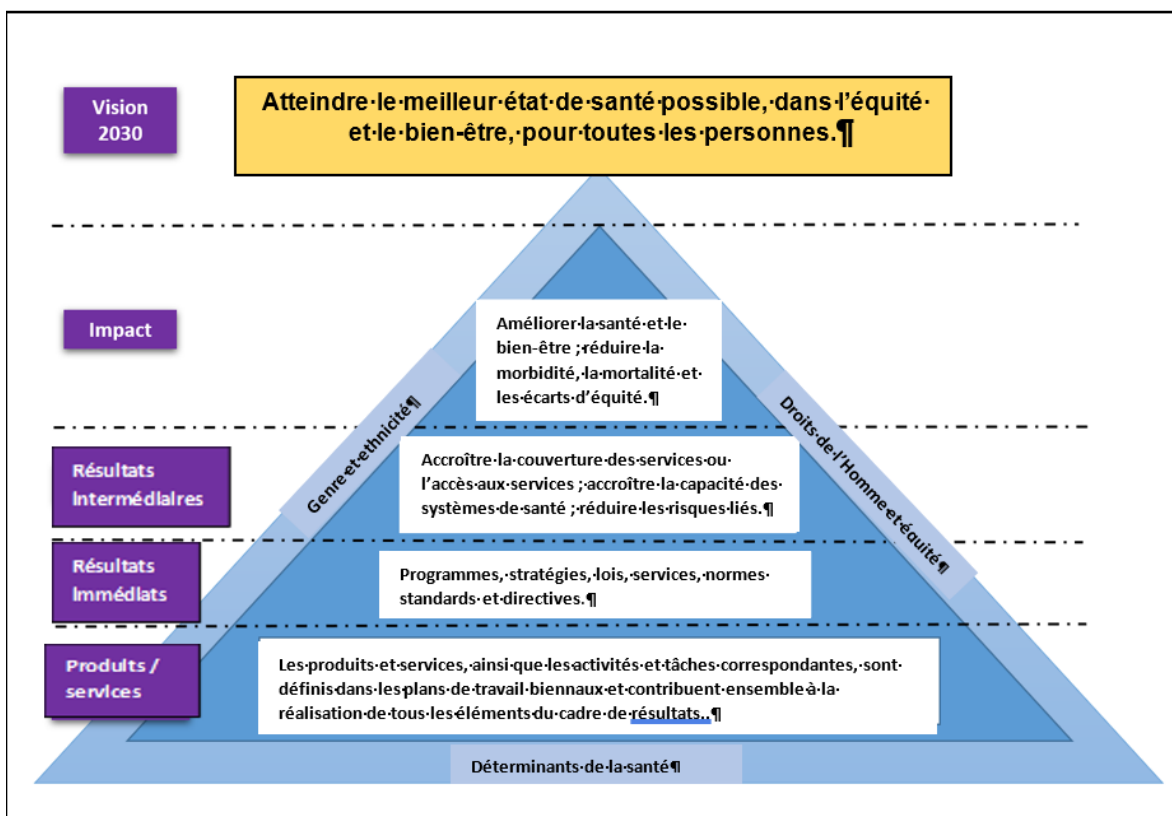 Vision
2030
Atteindre·le·meilleur·état·de·santé·possible,·dans·l’équité·
et·le·bien-être,·pour·toutes·les·personnes.¶
Impact
Améliorer·la·santé·et·le·
bien-être·;·réduire·la·
morbidité,·la·mortalité·et·
les·écarts·d’équité.¶
Genre·et·ethnicité¶
Droits·de·l’Homme·et·équité¶
Résultats
Intermédiaires
Accroître·la·couverture·des·services·ou·
l’accès·aux·services·;·accroître·la·capacité·des·
systèmes·de·santé·;·réduire·les·risques·liés.¶
Résultats
Immédiats
Programmes,·stratégies,·lois,·services,·normes·
standards·et·directives.¶
Produits /
services
Les·produits·et·services,·ainsi·que·les·activités·et·tâches·correspondantes,·sont·
définis·dans·les·plans·de·travail·biennaux·et·contribuent·ensemble·à·la·
réalisation·de·tous·les·éléments·du·cadre·de·résultats..¶
Déterminants·de·la·santé¶